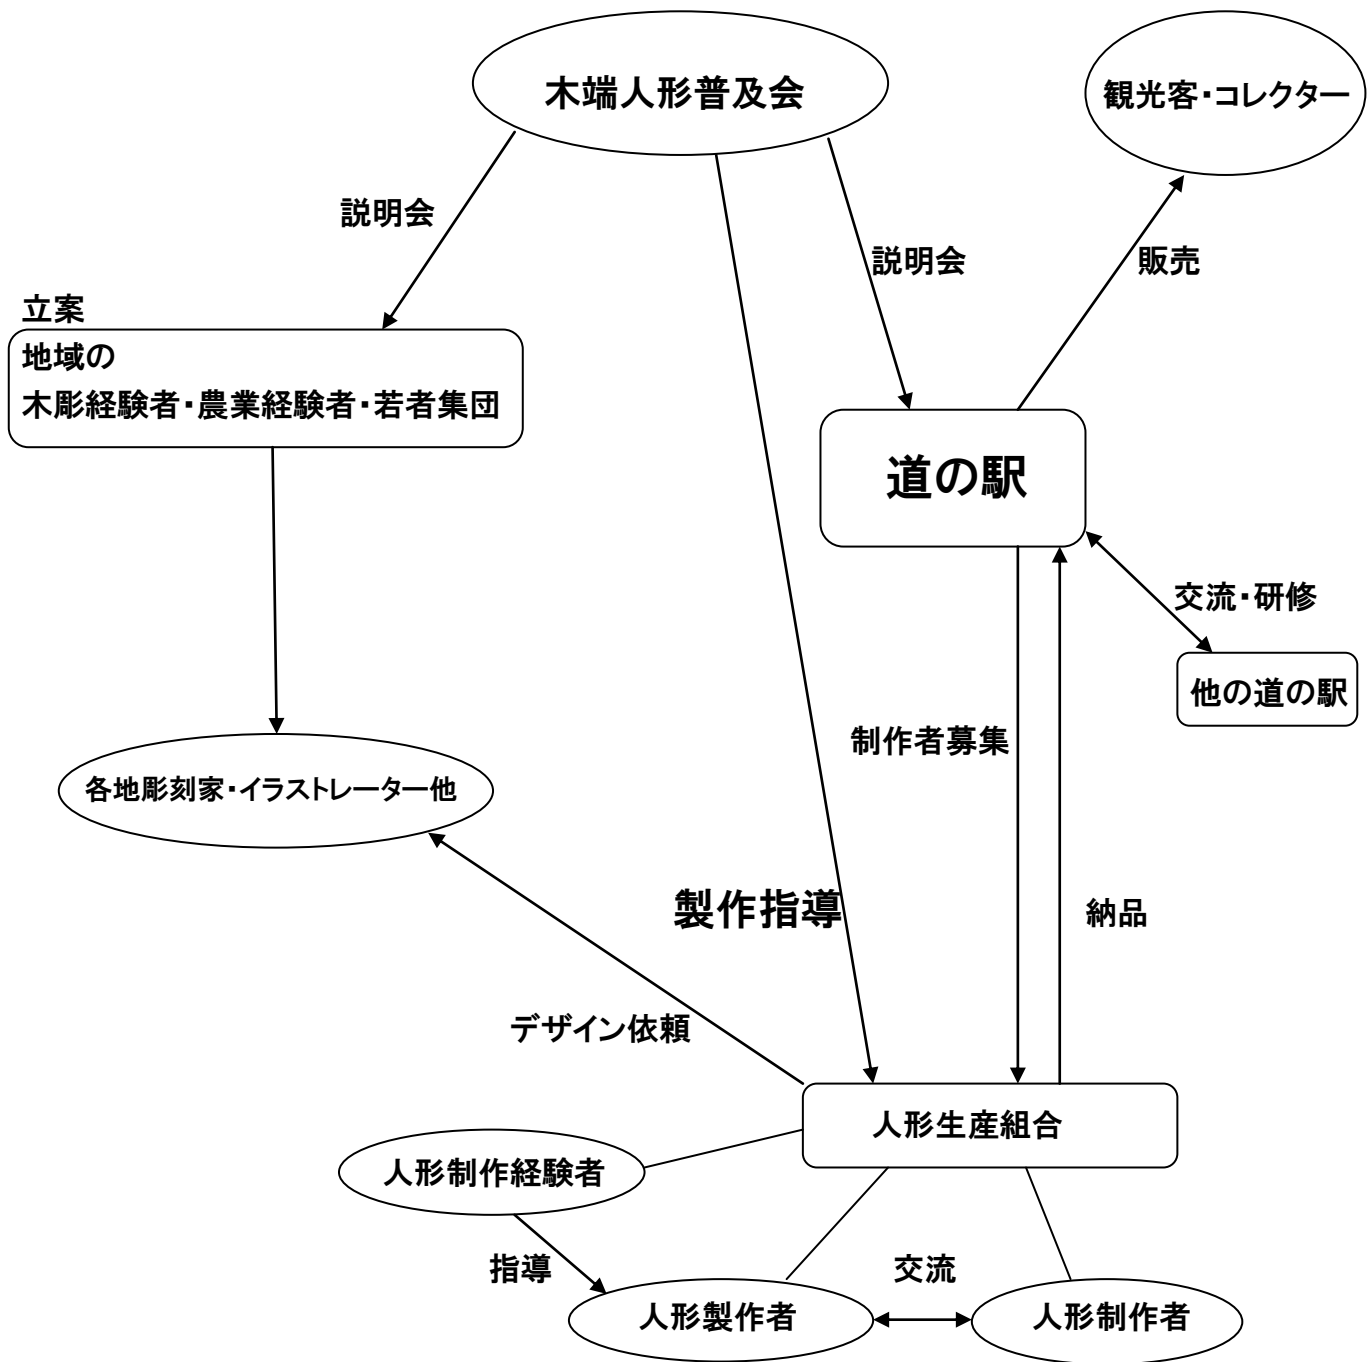 木端人形普及会
観光客・コレクター
説明会
説明会
販売
立案
地域の
木彫経験者・農業経験者・若者集団
道の駅
交流・研修
他の道の駅
制作者募集
各地彫刻家・イラストレーター他
製作指導
納品
デザイン依頼
人形生産組合
人形制作経験者
指導
交流
人形製作者
人形制作者